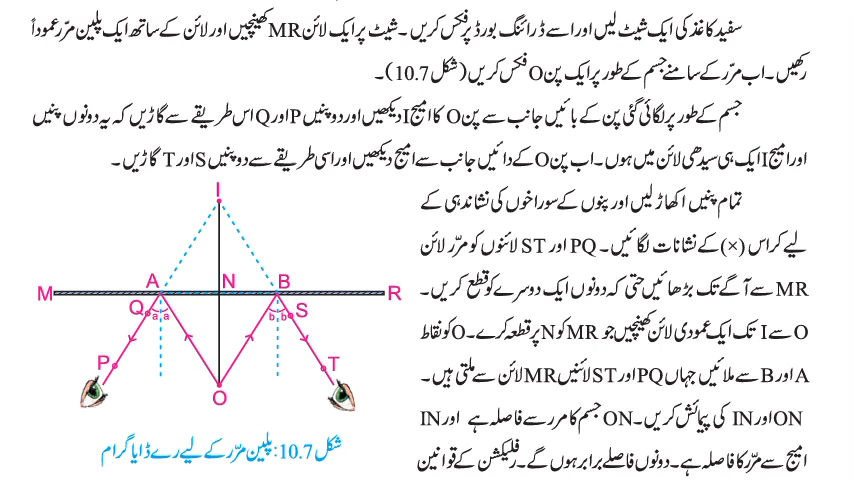 سفید کاغذ کی ایک شیٹ لیں اور اسے ڈرائنگ بورڈ پر فکس کریں۔ شیٹ پر ایک لائن MR کھینچیں اور لائن کے ساتھ ایک پلین مرّر عموداً
رکھیں۔ اب مرّر کے سامنے جسم کے طور پر ایک پن O فکس کریں (شکل 10.7)۔
جسم کے طور پر لگائی گئی پن کے بائیں جانب سے پن O کا امیج I دیکھیں اور دو پنیں P اور Q اس طریقے سے گاڑیں کہ یہ دونوں پنیں
اور امیج I ایک ہی سیدھی لائن میں ہوں۔ اب پن O کے دائیں جانب سے امیج دیکھیں اور اسی طریقے سے دو پنیں S اور T گاڑیں۔
تمام پنیں اکھاڑ لیں اور پنوں کے سوراخوں کی نشاندہی کے
لیے کراس (×) کے نشانات لگائیں۔ PQ اور ST لائنوں کو مرّر لائن
MR سے آگے تک بڑھائیں حتیٰ کہ دونوں ایک دوسرے کو قطع کریں۔
O سے I تک ایک عمودی لائن کھینچیں جو MR کو N پر قطعہ کرے۔ O کو نقاط
A اور B سے ملائیں جہاں PQ اور ST لائنیں MR لائن سے ملتی ہیں۔
ON اور IN کی پیمائش کریں۔ ON جسم کا مرر سے فاصلہ ہے اور IN
امیج سے مرّر کا فاصلہ ہے۔ دونوں فاصلے برابر ہوں گے۔ رفلیکشن کے قوانین
I
M A N B R
Q a a b b S
P T
O
شکل 10.7: پلین مرّر کے لیے رے ڈایا گرام